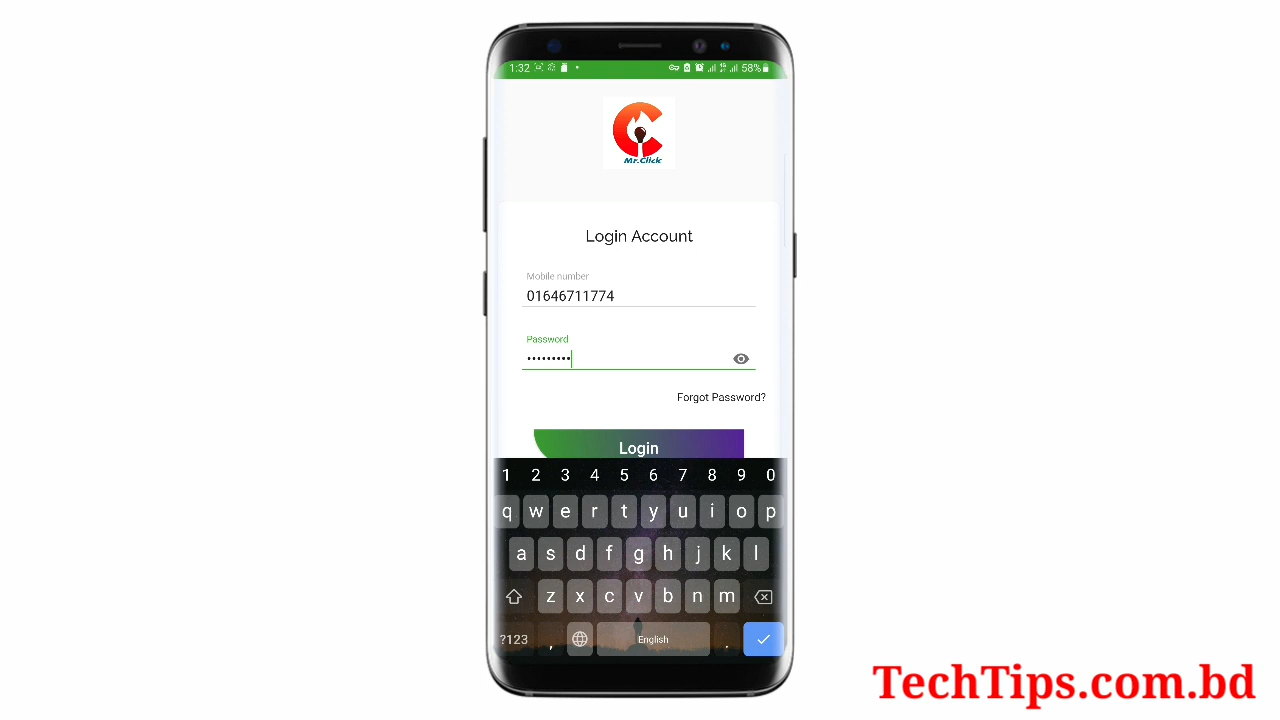 1:32 58%
Mr.Click
Login Account
Mobile number
01646711774
Password
•••••••••
Forgot Password?
Login
1 2 3 4 5 6 7 8 9 0
q w e r t y u i o p
a s d f g h j k l
z x c v b n m
?123 , English .
TechTips.com.bd